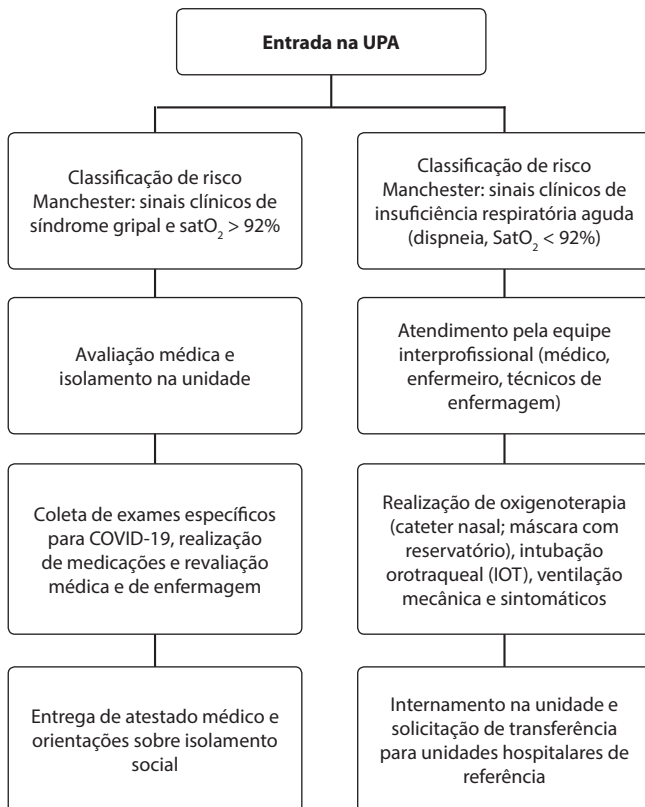 Entrada na UPA
Classificação de risco
Manchester: sinais clínicos de
síndrome gripal e satO₂ > 92%
Classificação de risco
Manchester: sinais clínicos de
insuficiência respiratória aguda
(dispneia, SatO₂ < 92%)
Avaliação médica e
isolamento na unidade
Atendimento pela equipe
interprofissional (médico,
enfermeiro, técnicos de
enfermagem)
Coleta de exames específicos
para COVID-19, realização
de medicações e revaliação
médica e de enfermagem
Realização de oxigenoterapia
(cateter nasal; máscara com
reservatório), intubação
orotraqueal (IOT), ventilação
mecânica e sintomáticos
Entrega de atestado médico e
orientações sobre isolamento
social
Internamento na unidade e
solicitação de transferência
para unidades hospitalares de
referência